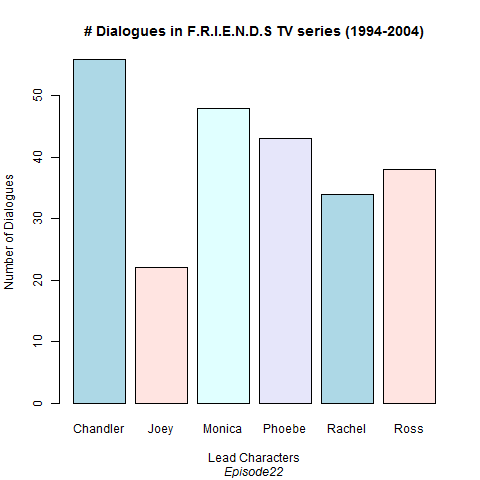 # Dialogues in F.R.I.E.N.D.S TV series (1994-2004)
Number of Dialogues
50
40
30
20
10
0
Chandler Joey Monica Phoebe Rachel Ross
Lead Characters
Episode22